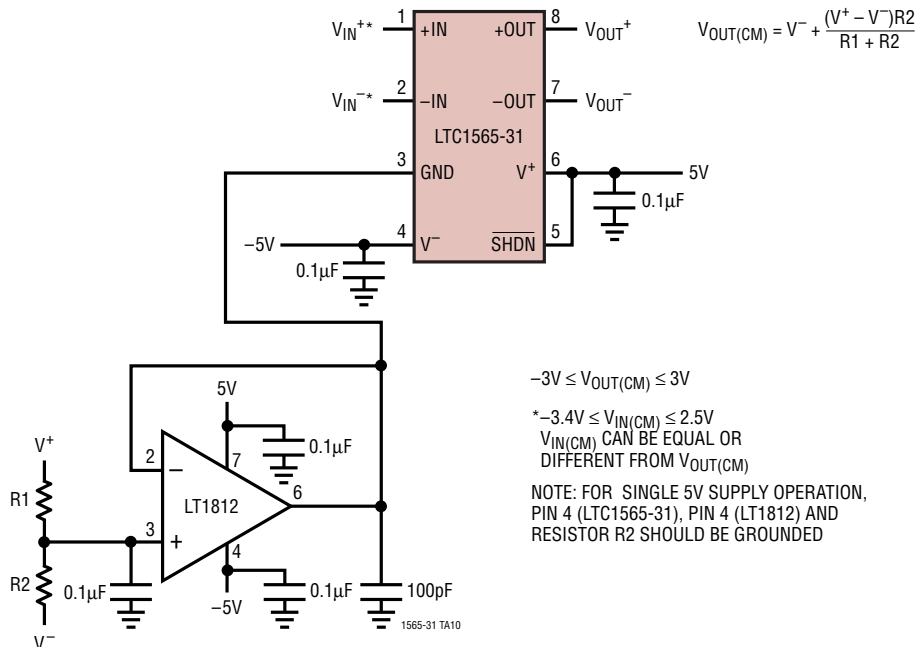 1
8
V_IN^+*
+IN
+OUT
V_OUT^+
V_OUT(CM) = V^– + (V^+ – V^–)R2 / R1 + R2
2
7
V_IN^–*
–IN
–OUT
V_OUT^–
LTC1565-31
3
6
GND
V^+
5V
0.1µF
4
5
–5V
V^–
SHDN
0.1µF
–3V ≤ V_OUT(CM) ≤ 3V
*–3.4V ≤ V_IN(CM) ≤ 2.5V
V_IN(CM) CAN BE EQUAL OR
DIFFERENT FROM V_OUT(CM)
NOTE: FOR SINGLE 5V SUPPLY OPERATION,
PIN 4 (LTC1565-31), PIN 4 (LT1812) AND
RESISTOR R2 SHOULD BE GROUNDED
5V
0.1µF
V^+
2
–
7
R1
LT1812
6
3
+
4
R2
0.1µF
–5V
0.1µF
100pF
V^–
1565-31 TA10